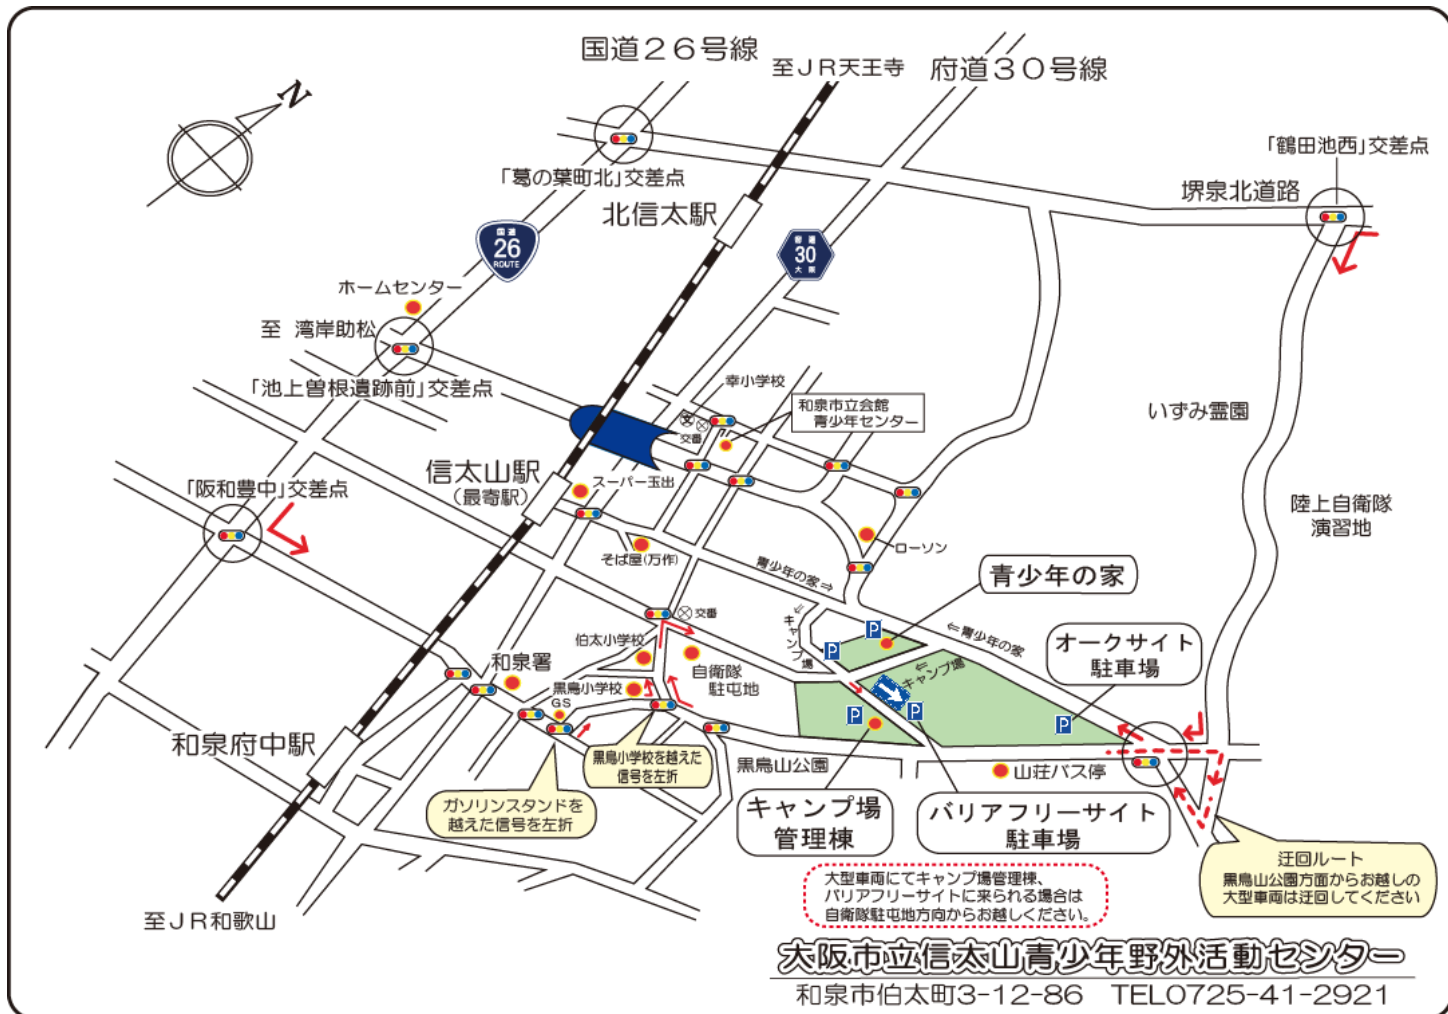 国道26号線
至JR天王寺
府道30号線
N
「鶴田池西」交差点
「葛の葉町北」交差点
堺泉北道路
北信太駅
国道
26
ROUTE
都道
30
大阪
ホームセンター
至 湾岸助松
「池上曽根遺跡前」交差点
幸小学校
和泉市立会館
青少年センター
交番
いずみ霊園
信太山駅
(最寄駅)
スーパー玉出
「阪和豊中」交差点
陸上自衛隊
演習地
ローソン
そば屋(万作)
青少年の家⇒
青少年の家
⇐キャンプ場
交番
⇐青少年の家
オークサイト
駐車場
伯太小学校
自衛隊
駐屯地
和泉署
黒鳥小学校
GS
⇐キャンプ場
P
P
P
P
P
和泉府中駅
黒鳥小学校を越えた
信号を左折
黒鳥山公園
山荘バス停
ガソリンスタンドを
越えた信号を左折
キャンプ場
管理棟
バリアフリーサイト
駐車場
迂回ルート
黒鳥山公園方面からお越しの
大型車両は迂回してください
大型車両にてキャンプ場管理棟、
バリアフリーサイトに来られる場合は
自衛隊駐屯地方向からお越しください。
至JR和歌山
大阪市立信太山青少年野外活動センター
和泉市伯太町3-12-86 TEL0725-41-2921